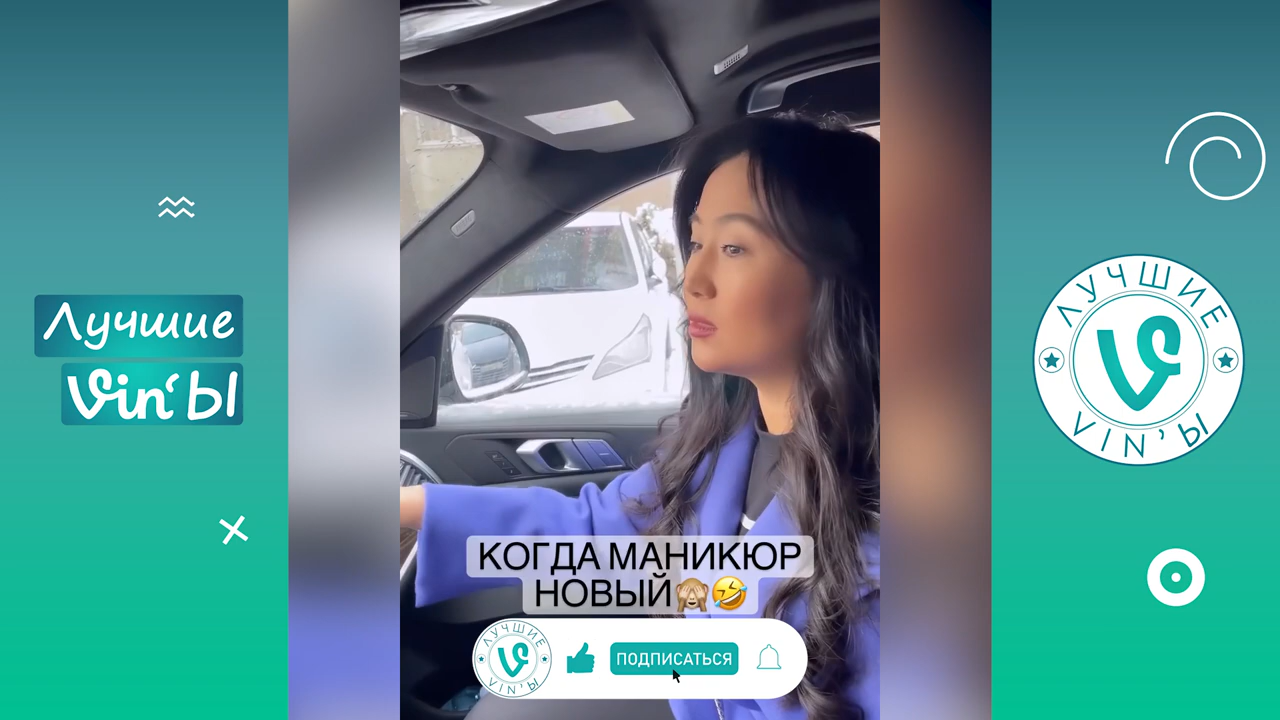 Лучшие
Vin'Ы
ЛУЧШИЕ
VIN'Ы
КОГДА МАНИКЮР
НОВЫЙ🙈🤣
ЛУЧШИЕ
VIN'Ы
ПОДПИСАТЬСЯ